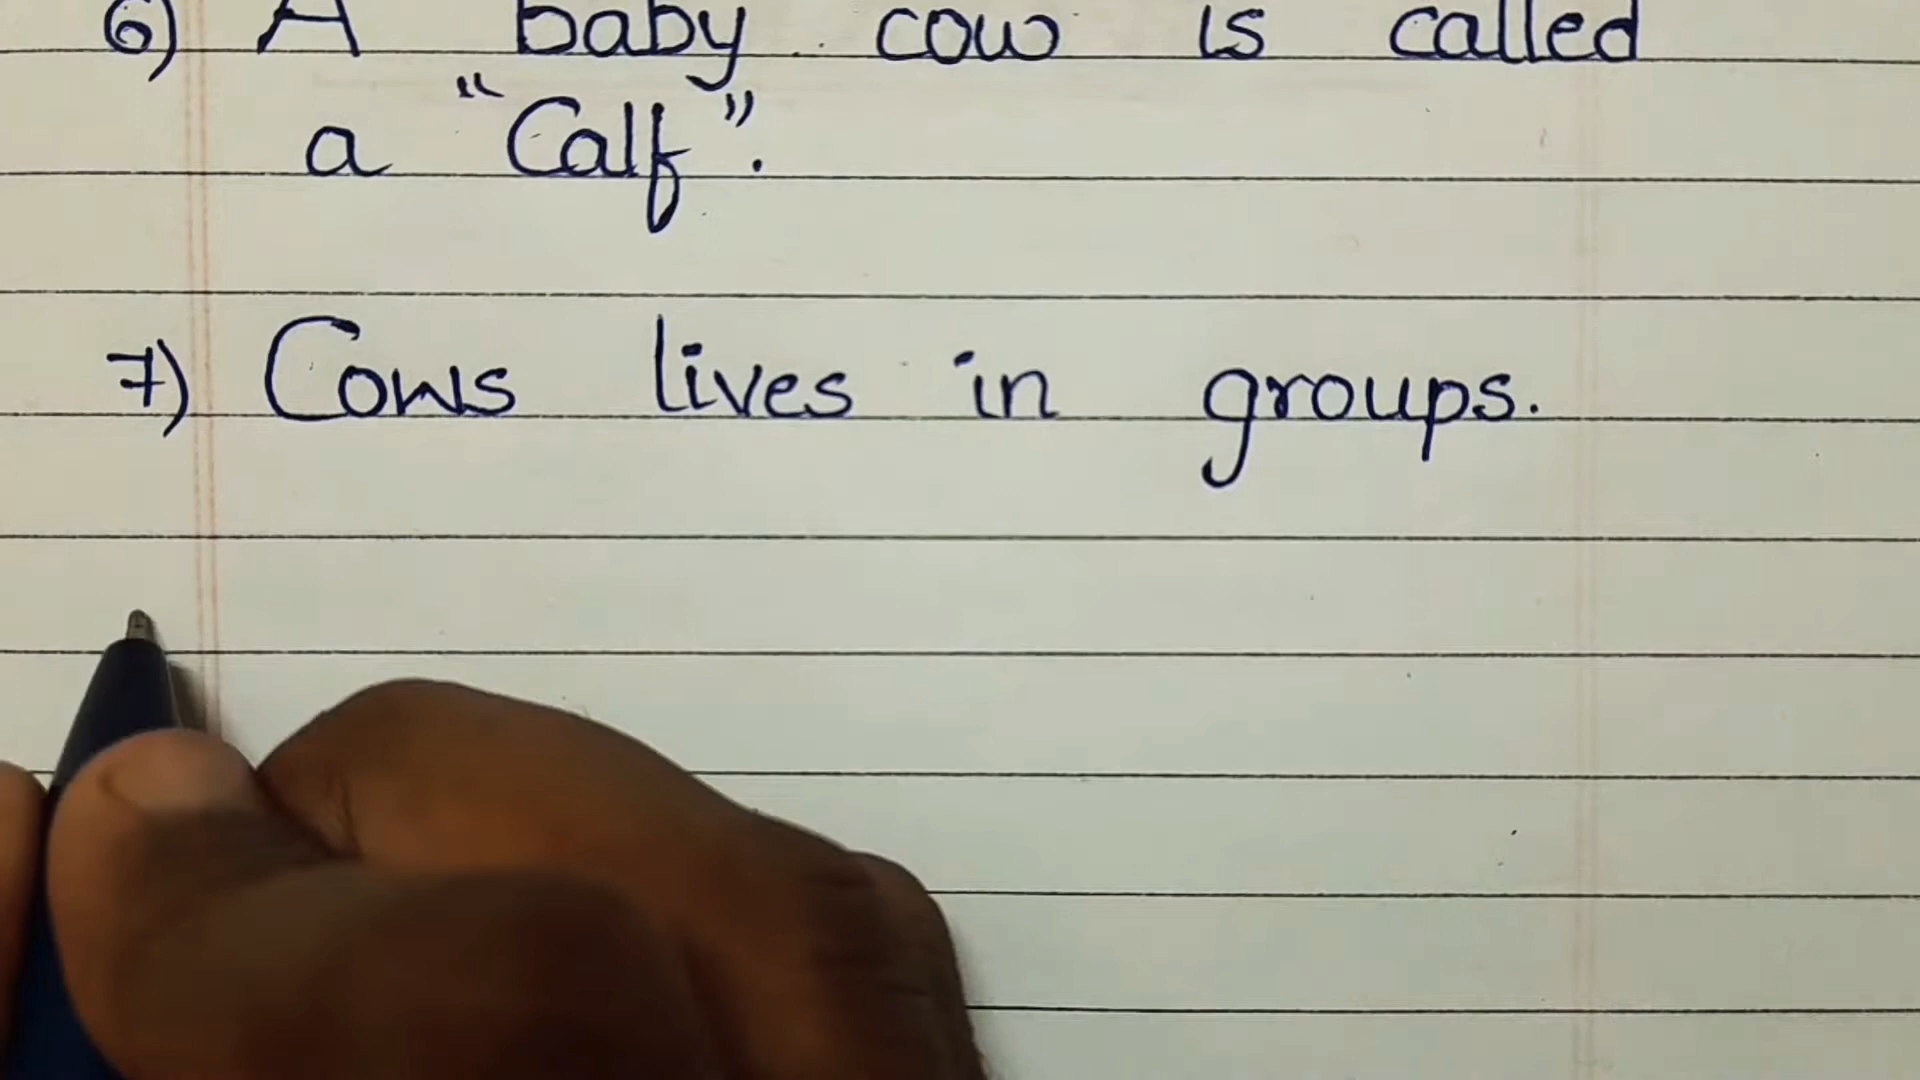 6) A baby cow is called
a "Calf".
7) Cows lives in groups.